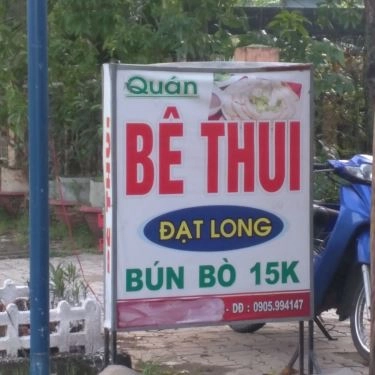 Quán
BÊ THUI
ĐẠT LONG
BÚN BÒ 15K
- DĐ : 0905.994147